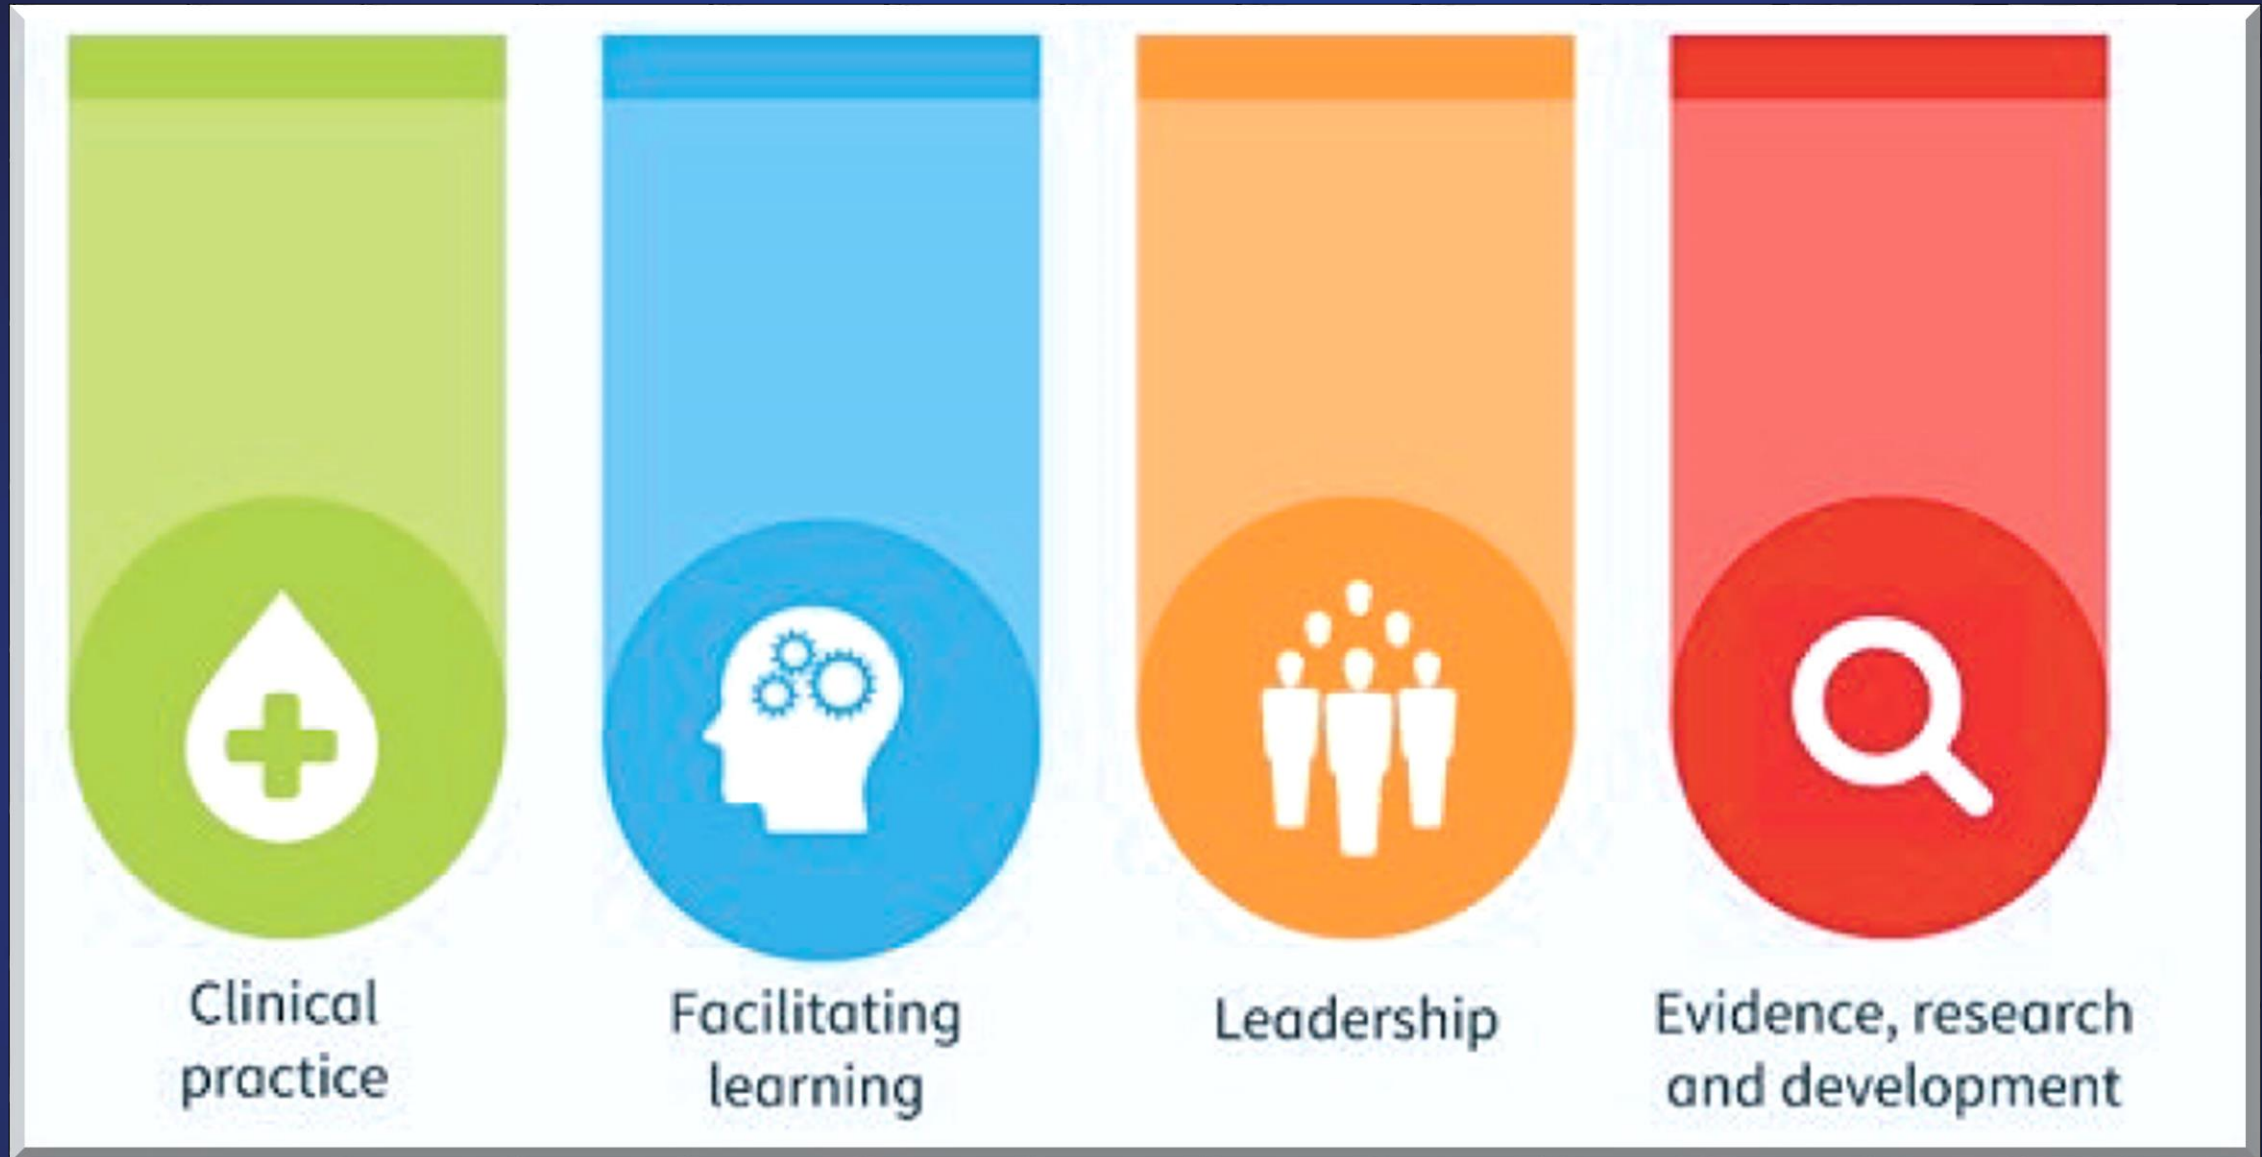 Clinical
practice
Facilitating
learning
Leadership
Evidence, research
and development